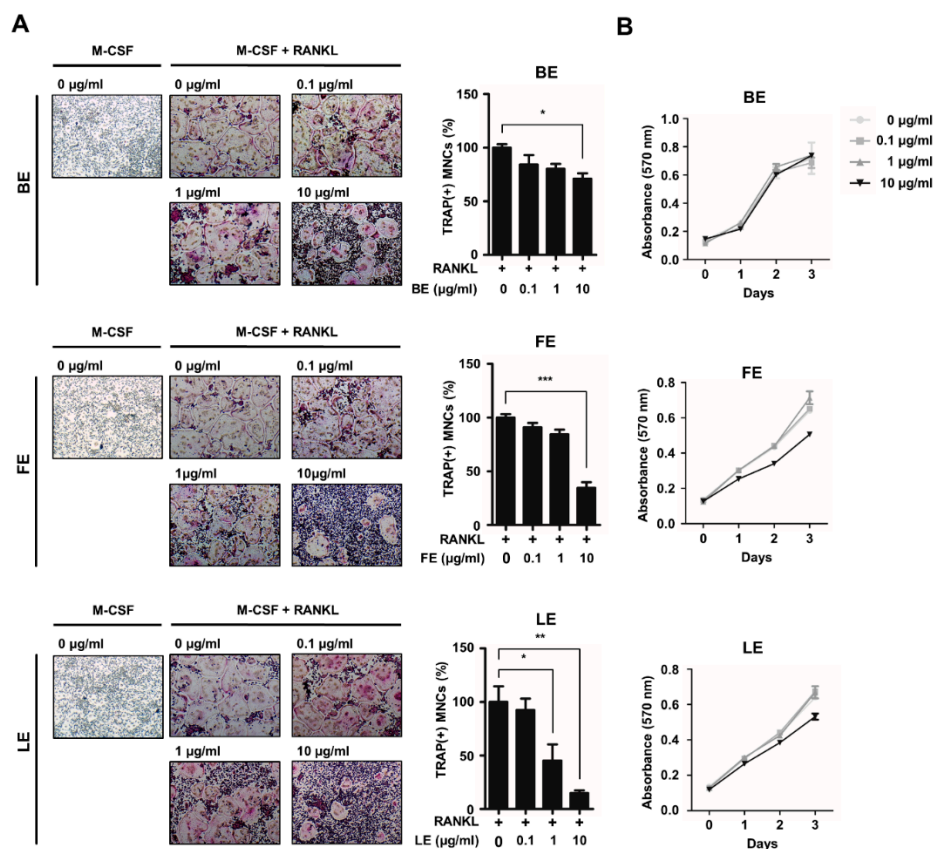 A
B
M-CSF
M-CSF + RANKL
0 µg/ml
0 µg/ml
0.1 µg/ml
1 µg/ml
10 µg/ml
BE
BE
TRAP(+) MNCs (%)
150
100
50
0
*
RANKL + + + +
BE (µg/ml) 0 0.1 1 10
BE
Absorbance (570 nm)
1.0
0.8
0.6
0.4
0.2
0.0
0 1 2 3
Days
0 µg/ml
0.1 µg/ml
1 µg/ml
10 µg/ml
M-CSF
M-CSF + RANKL
0 µg/ml
0 µg/ml
0.1 µg/ml
1µg/ml
10µg/ml
FE
FE
TRAP(+) MNCs (%)
150
100
50
0
***
RANKL + + + +
FE (µg/ml) 0 0.1 1 10
FE
Absorbance (570 nm)
0.8
0.6
0.4
0.2
0.0
0 1 2 3
Days
M-CSF
M-CSF + RANKL
0 µg/ml
0 µg/ml
0.1 µg/ml
1 µg/ml
10 µg/ml
LE
LE
TRAP(+) MNCs (%)
150
100
50
0
**
*
RANKL + + + +
LE (µg/ml) 0 0.1 1 10
LE
Absorbance (570 nm)
0.8
0.6
0.4
0.2
0.0
0 1 2 3
Days